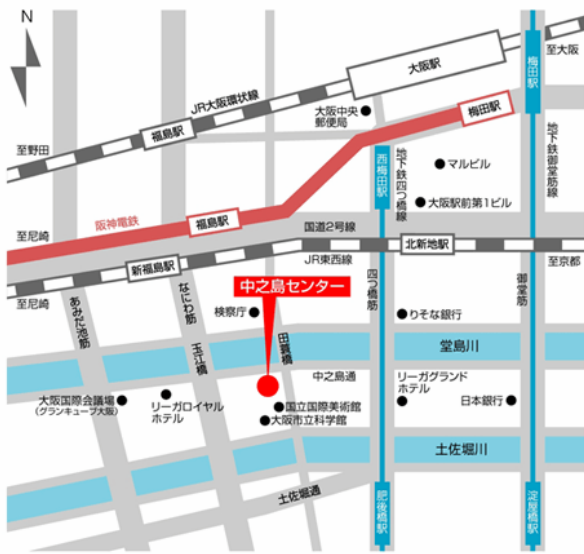 N
至大阪
大阪駅
梅田駅
JR大阪環状線
大阪中央
郵便局
梅田駅
福島駅
至野田
西梅田駅
地下鉄四つ橋線
マルビル
地下鉄御堂筋線
大阪駅前第1ビル
至尼崎
阪神電鉄
福島駅
国道2号線
北新地駅
新福島駅
JR東西線
至尼崎
至京都
中之島センター
あみだ池筋
なにわ筋
検察庁
四つ橋筋
御堂筋
りそな銀行
玉江橋
田蓑橋
堂島川
中之島通
大阪国際会議場
(グランキューブ大阪)
リーガロイヤル
ホテル
国立国際美術館
大阪市立科学館
リーガグランド
ホテル
日本銀行
土佐堀川
土佐堀通
肥後橋駅
淀屋橋駅